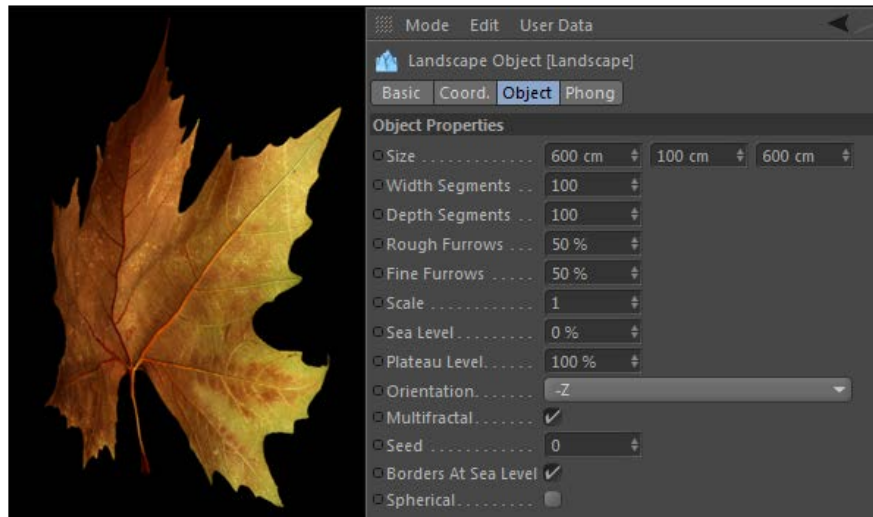 Mode Edit User Data
Landscape Object [Landscape]
Basic Coord. Object Phong
Object Properties
Size . . . . . . . . . . . . . 600 cm 100 cm 600 cm
Width Segments . . 100
Depth Segments . . 100
Rough Furrows . . . 50 %
Fine Furrows . . . . . 50 %
Scale . . . . . . . . . . . . 1
Sea Level . . . . . . . . 0 %
Plateau Level. . . . . . 100 %
Orientation. . . . . . . -Z
Multifractal. . . . . . .
Seed . . . . . . . . . . . . 0
Borders At Sea Level
Spherical. . . . . . . . .